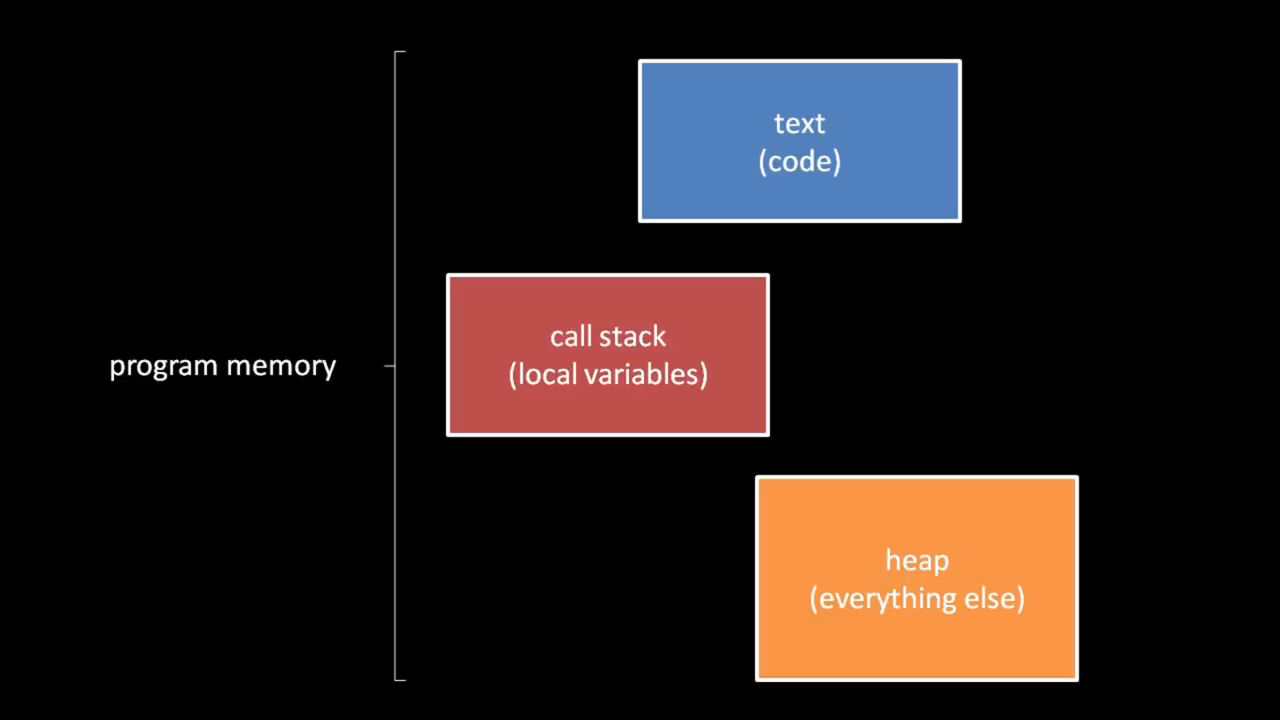 text
(code)
call stack
(local variables)
program memory
heap
(everything else)